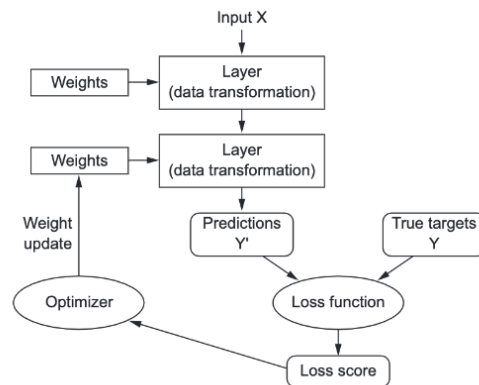 Input X
Weights
Layer
(data transformation)
Weights
Layer
(data transformation)
Weight
update
Predictions
Y'
True targets
Y
Optimizer
Loss function
Loss score